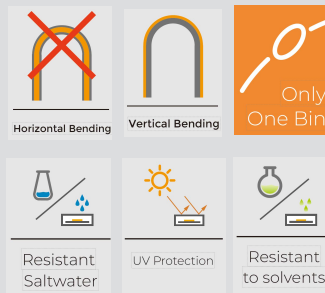 Horizontal Bending
Vertical Bending
Only
One Bin
Resistant
Saltwater
UV Protection
Resistant
to solvents